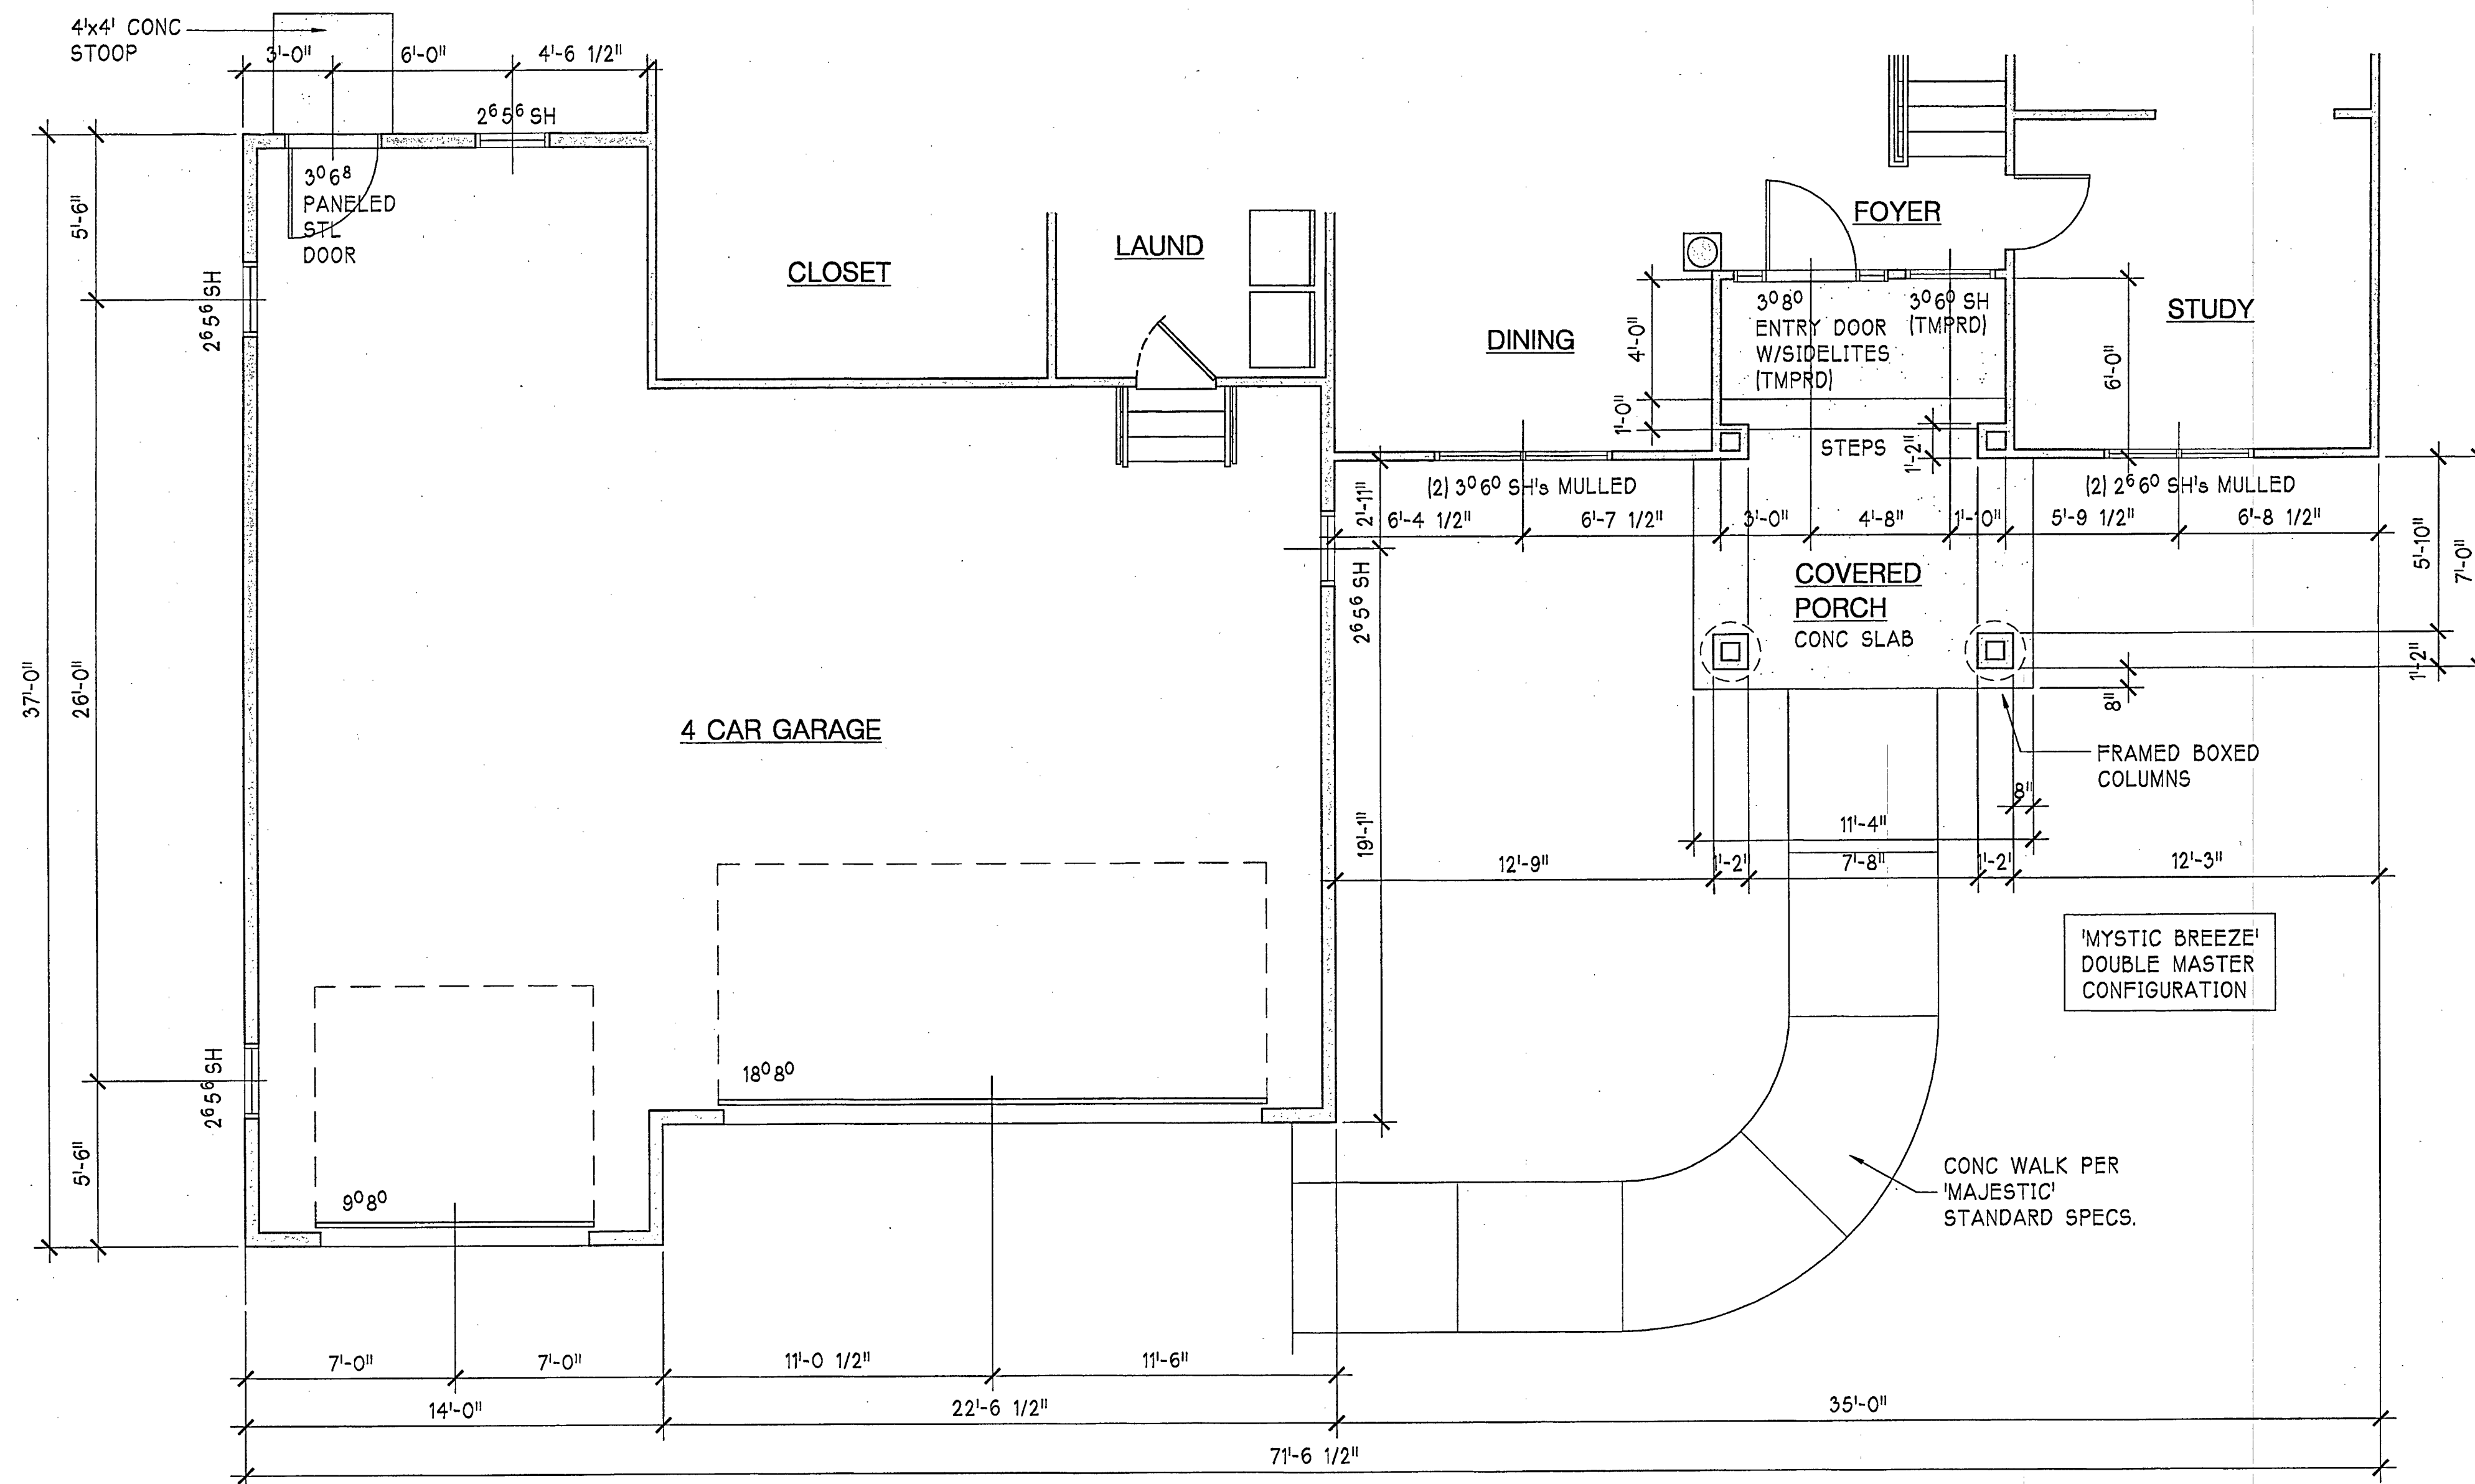 4'x4' CONC
STOOP
3'-0"
6'-0"
4'-6 1/2"
2⁶5⁶ SH
3⁰6⁸
PANELED
STL
DOOR
5'-6"
2⁶5⁶ SH
37'-0"
26'-0"
2⁶5⁶ SH
5'-6"
CLOSET
LAUND
DINING
FOYER
STUDY
3⁰8⁰
ENTRY DOOR
W/SIDELITES
(TMPRD)
3⁰6⁰ SH
(TMPRD)
4'-0"
1'-0"
6'-0"
STEPS
1'-2"
(2) 3⁰6⁰ SH's MULLED
(2) 2⁶6⁰ SH's MULLED
2'-11"
6'-4 1/2"
6'-7 1/2"
3'-0"
4'-8"
1'-10"
5'-9 1/2"
6'-8 1/2"
5'-10"
7'-0"
1'-2"
8"
2⁶5⁶ SH
COVERED
PORCH
CONC SLAB
4 CAR GARAGE
FRAMED BOXED
COLUMNS
8"
11'-4"
19'-1"
12'-9"
1'-2'
7'-8"
1'-2'
12'-3"
'MYSTIC BREEZE'
DOUBLE MASTER
CONFIGURATION
18⁰8⁰
9⁰8⁰
CONC WALK PER
'MAJESTIC'
STANDARD SPECS.
7'-0"
7'-0"
11'-0 1/2"
11'-6"
14'-0"
22'-6 1/2"
35'-0"
71'-6 1/2"